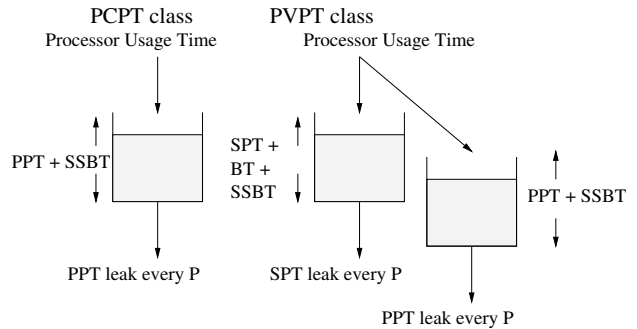 PCPT class
Processor Usage Time
PPT + SSBT
PPT leak every P
PVPT class
Processor Usage Time
SPT +
BT +
SSBT
SPT leak every P
PPT + SSBT
PPT leak every P